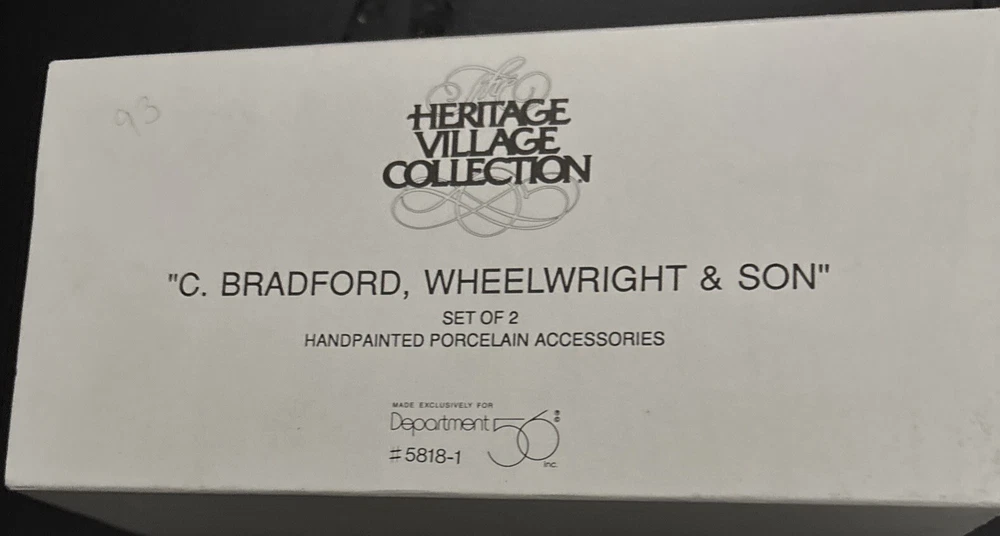 93
The
HERITAGE
VILLAGE
COLLECTION
"C. BRADFORD, WHEELWRIGHT & SON"
SET OF 2
HANDPAINTED PORCELAIN ACCESSORIES
MADE EXCLUSIVELY FOR
Department 56 ®
inc.
#5818-1